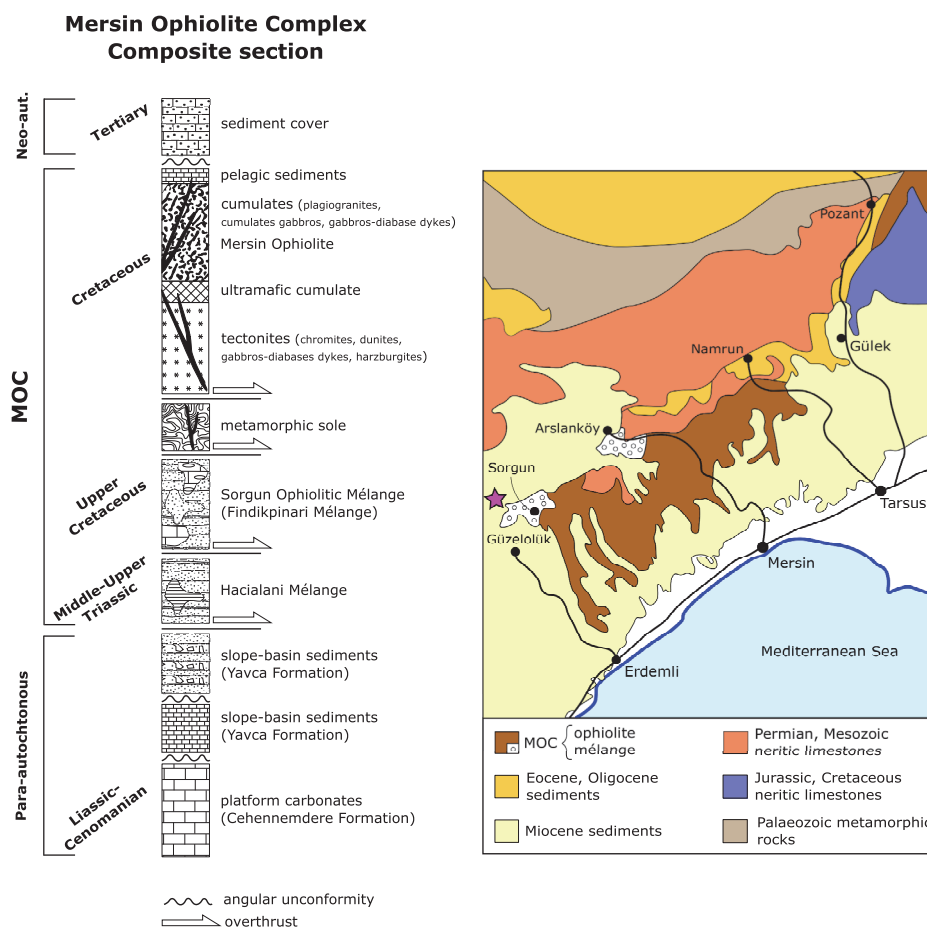 Mersin Ophiolite Complex
Composite section
Neo-aut.
Tertiary
sediment cover
MOC
Cretaceous
pelagic sediments
cumulates (plagiogranites,
cumulates gabbros, gabbros-diabase dykes)
Mersin Ophiolite
ultramafic cumulate
tectonites (chromites, dunites,
gabbros-diabases dykes, harzburgites)
metamorphic sole
Upper
Cretaceous
Sorgun Ophiolitic Mélange
(Findikpinari Mélange)
Middle-Upper
Triassic
Hacialani Mélange
Para-autochtonous
slope-basin sediments
(Yavca Formation)
slope-basin sediments
(Yavca Formation)
Liassic-
Cenomanian
platform carbonates
(Cehennemdere Formation)
angular unconformity
overthrust
Pozant
Gülek
Namrun
Arslanköy
Sorgun
Güzelolük
Tarsus
Mersin
Mediterranean Sea
Erdemli
MOC
ophiolite
mélange
Eocene, Oligocene
sediments
Miocene sediments
Permian, Mesozoic
neritic limestones
Jurassic, Cretaceous
neritic limestones
Palaeozoic metamorphic
rocks